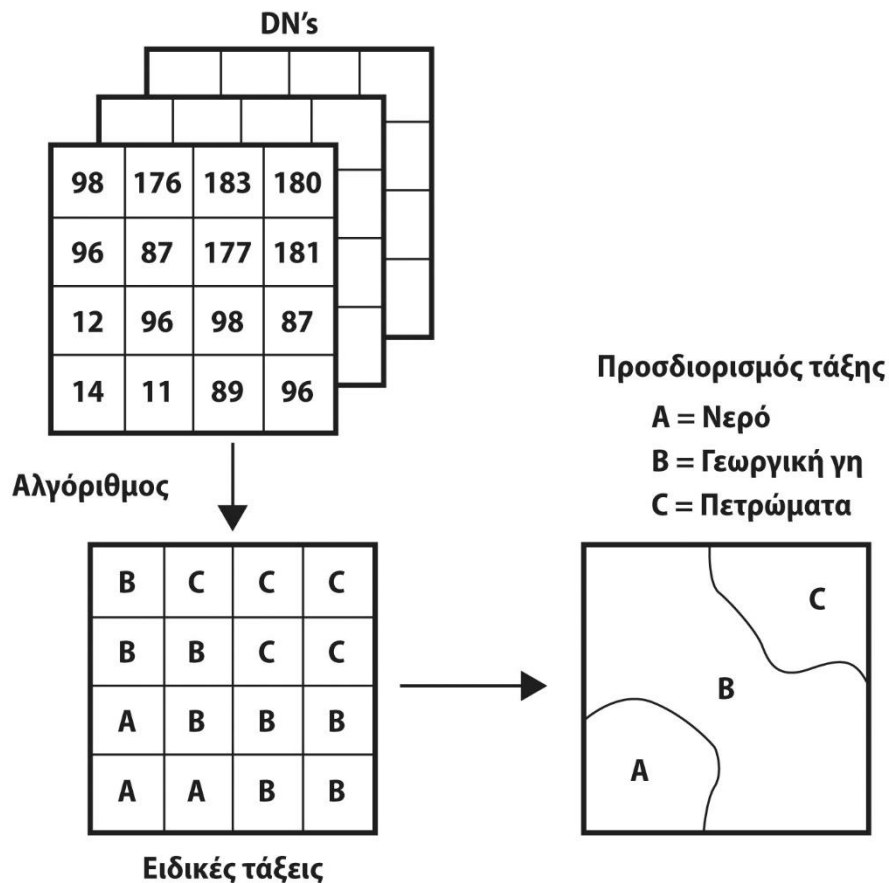 DN's
98 176 183 180
96 87 177 181
12 96 98 87
14 11 89 96
Αλγόριθμος
B C C C
B B C C
A B B B
A A B B
Ειδικές τάξεις
Προσδιορισμός τάξης
A = Νερό
B = Γεωργική γη
C = Πετρώματα
C
B
A